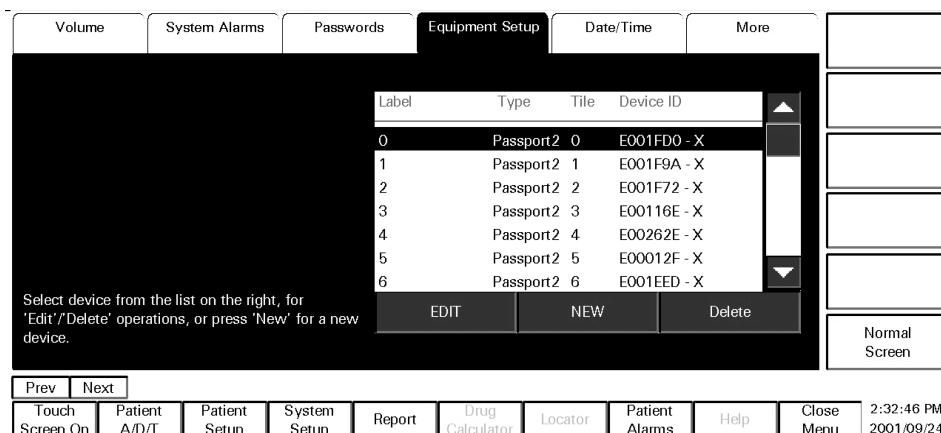 Volume System Alarms Passwords Equipment Setup Date/Time More
Label Type Tile Device ID
0 Passport2 0 E001FD0 - X
1 Passport2 1 E001F9A - X
2 Passport2 2 E001F72 - X
3 Passport2 3 E00116E - X
4 Passport2 4 E00262E - X
5 Passport2 5 E00012F - X
6 Passport2 6 E001EED - X
Select device from the list on the right, for
'Edit'/'Delete' operations, or press 'New' for a new
device.
EDIT NEW Delete
Normal
Screen
Prev Next
Touch
Screen On
Patient
A/D/T
Patient
Setup
System
Setup
Report
Drug
Calculator
Locator
Patient
Alarms
Help
Close
Menu
2:32:46 PM
2001/09/24